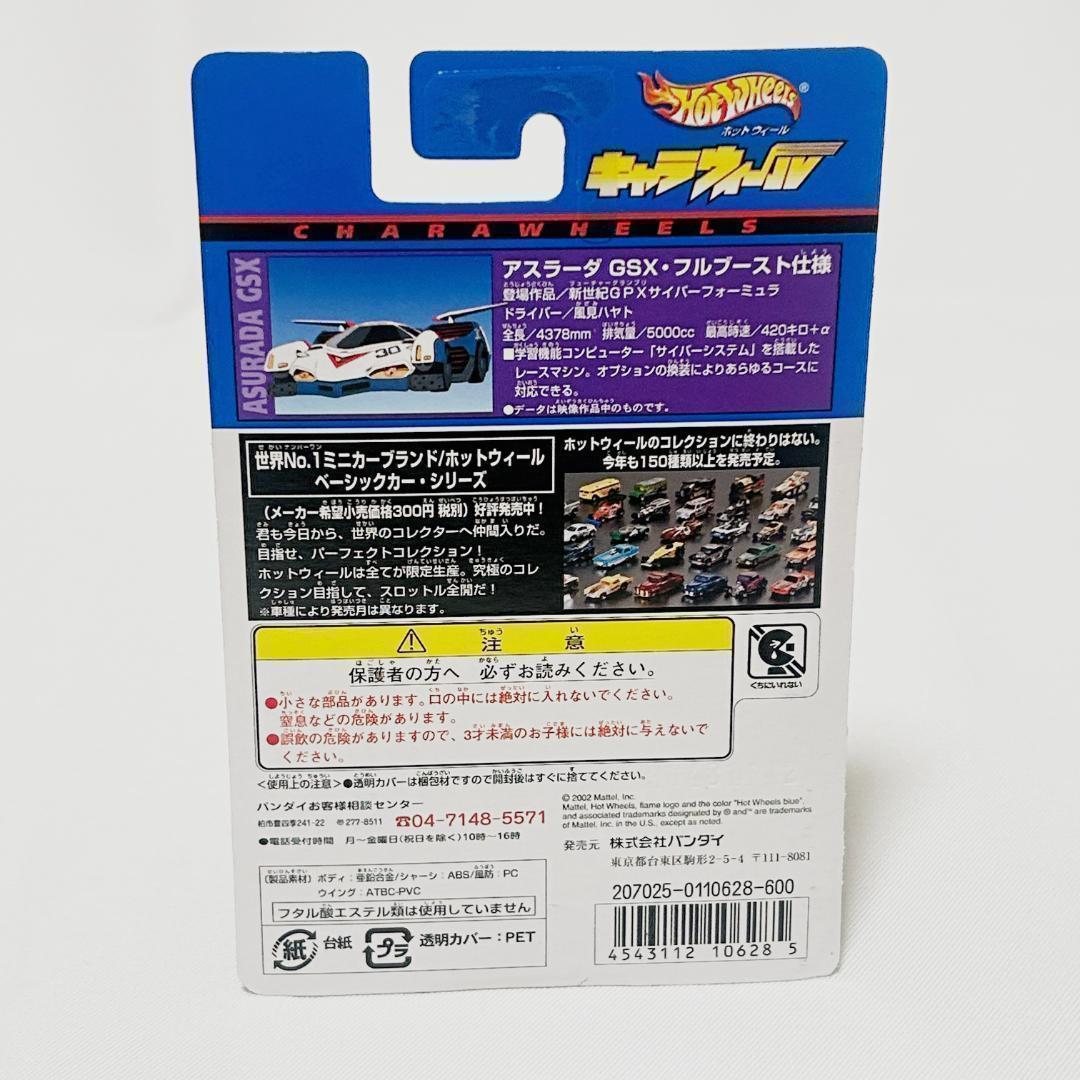 Hot Wheels®
ホットウィール
キャラウィール
CHARAWHEELS
ASURADA GSX
30
アスラーダ GSX・フルブースト仕様
登場作品/新世紀GPXサイバーフォーミュラ
ドライバー/風見ハヤト
全長/4378mm 排気量/5000cc 最高時速/420キロ+α
■学習機能コンピューター「サイバーシステム」を搭載した
レースマシン。オプションの換装によりあらゆるコースに
対応できる。
●データは映像作品中のものです。
世界No.1ミニカーブランド/ホットウィール
ベーシックカー・シリーズ
(メーカー希望小売価格300円 税別) 好評発売中!
君も今日から、世界のコレクターへ仲間入りだ。
目指せ、パーフェクトコレクション!
ホットウィールは全てが限定生産。究極のコレ
クション目指して、スロットル全開だ!
※車種により発売月は異なります。
ホットウィールのコレクションに終わりはない。
今年も150種類以上を発売予定。
注意
保護者の方へ 必ずお読みください。
●小さな部品があります。口の中には絶対に入れないでください。
窒息などの危険があります。
●誤飲の危険がありますので、3才未満のお子様には絶対に与えないで
ください。
くちにいれない
<使用上の注意>●透明カバーは梱包材ですので開封後はすぐに捨ててください。
バンダイお客様相談センター
柏市豊四季241-22 〠277-8511 ☎04-7148-5571
●電話受付時間 月〜金曜日(祝日を除く)10時〜16時
© 2002 Mattel, Inc.
Mattel, Hot Wheels, flame logo and the color "Hot Wheels blue",
and associated trademarks designated by ® and ™ are trademarks
of Mattel, Inc. in the U.S., except as noted.
発売元 株式会社バンダイ
東京都台東区駒形2-5-4 〒111-8081
(製品素材) ボディ:亜鉛合金/シャーシ:ABS/風防:PC
ウイング:ATBC-PVC
フタル酸エステル類は使用していません
紙 台紙 プラ 透明カバー:PET
207025-0110628-600
4543112 10628 5